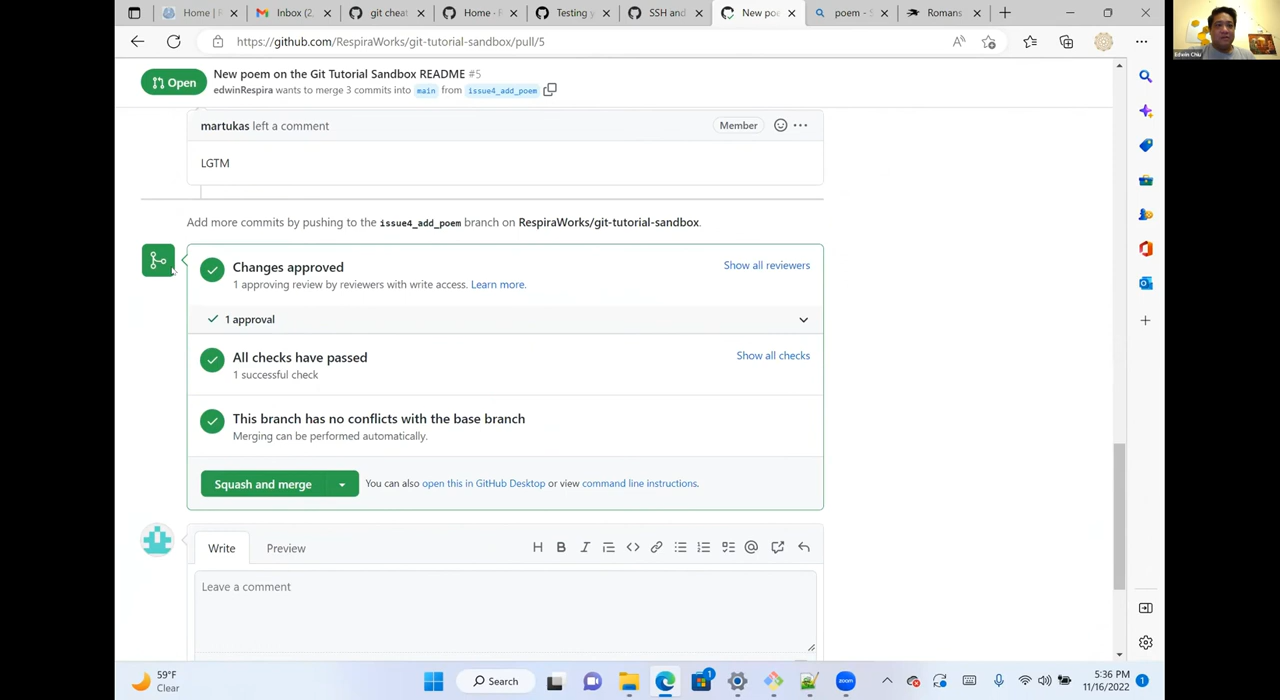 Home |
Inbox (2,
git cheat
Home ·
Testing y
SSH and
New poe
poem -
Romans
https://github.com/RespiraWorks/git-tutorial-sandbox/pull/5
Edwin Chiu
Open
New poem on the Git Tutorial Sandbox README #5
edwinRespira wants to merge 3 commits into main from issue4_add_poem
martukas left a comment
Member
LGTM
Add more commits by pushing to the issue4_add_poem branch on RespiraWorks/git-tutorial-sandbox.
Changes approved
Show all reviewers
1 approving review by reviewers with write access. Learn more.
1 approval
All checks have passed
Show all checks
1 successful check
This branch has no conflicts with the base branch
Merging can be performed automatically.
Squash and merge
You can also open this in GitHub Desktop or view command line instructions.
Write
Preview
H B I
Leave a comment
59°F
Clear
Search
1
zoom
5:36 PM
11/16/2022
1